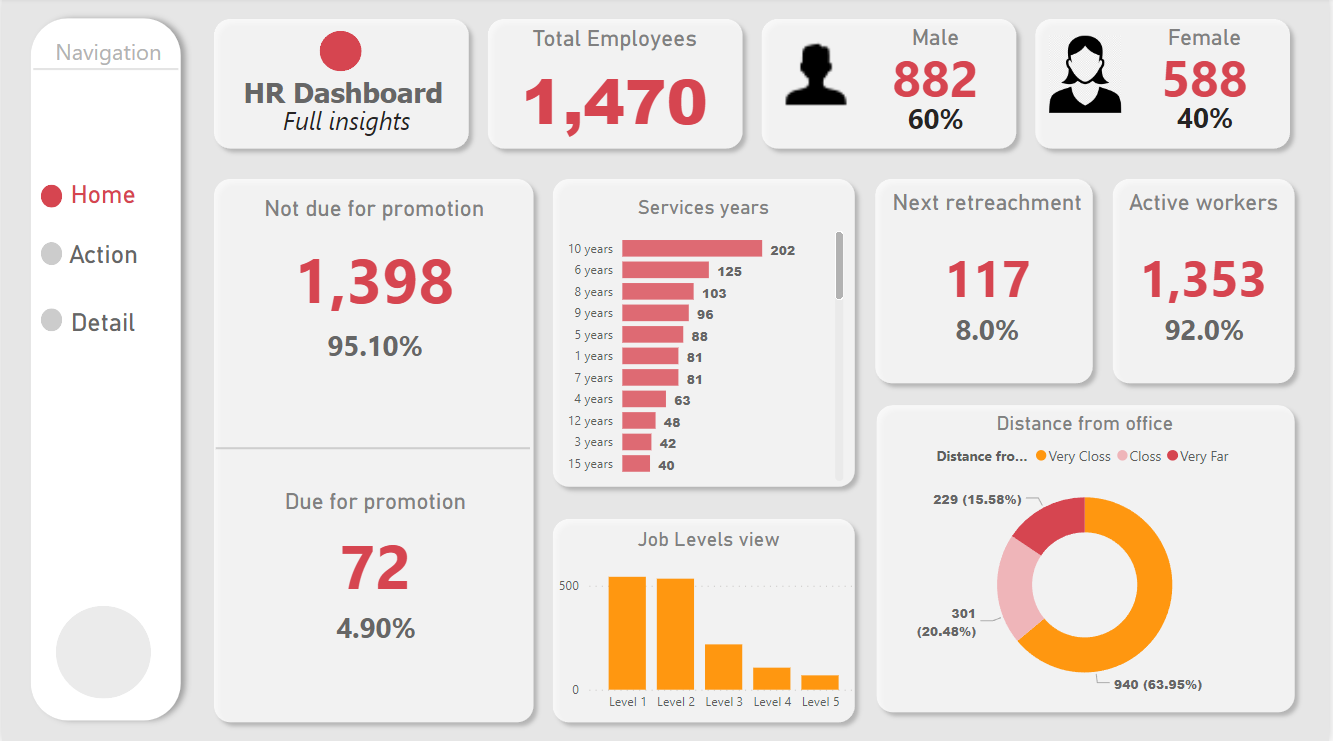 Navigation
Home
Action
Detail
HR Dashboard
Full insights
Total Employees
1,470
Male
882
60%
Female
588
40%
Not due for promotion
1,398
95.10%
Due for promotion
72
4.90%
Services years
10 years 202
6 years 125
8 years 103
9 years 96
5 years 88
1 years 81
7 years 81
4 years 63
12 years 48
3 years 42
15 years 40
Job Levels view
500
0
Level 1 Level 2 Level 3 Level 4 Level 5
Next retreachment
117
8.0%
Active workers
1,353
92.0%
Distance from office
Distance fro... Very Closs Closs Very Far
229 (15.58%)
301
(20.48%)
940 (63.95%)